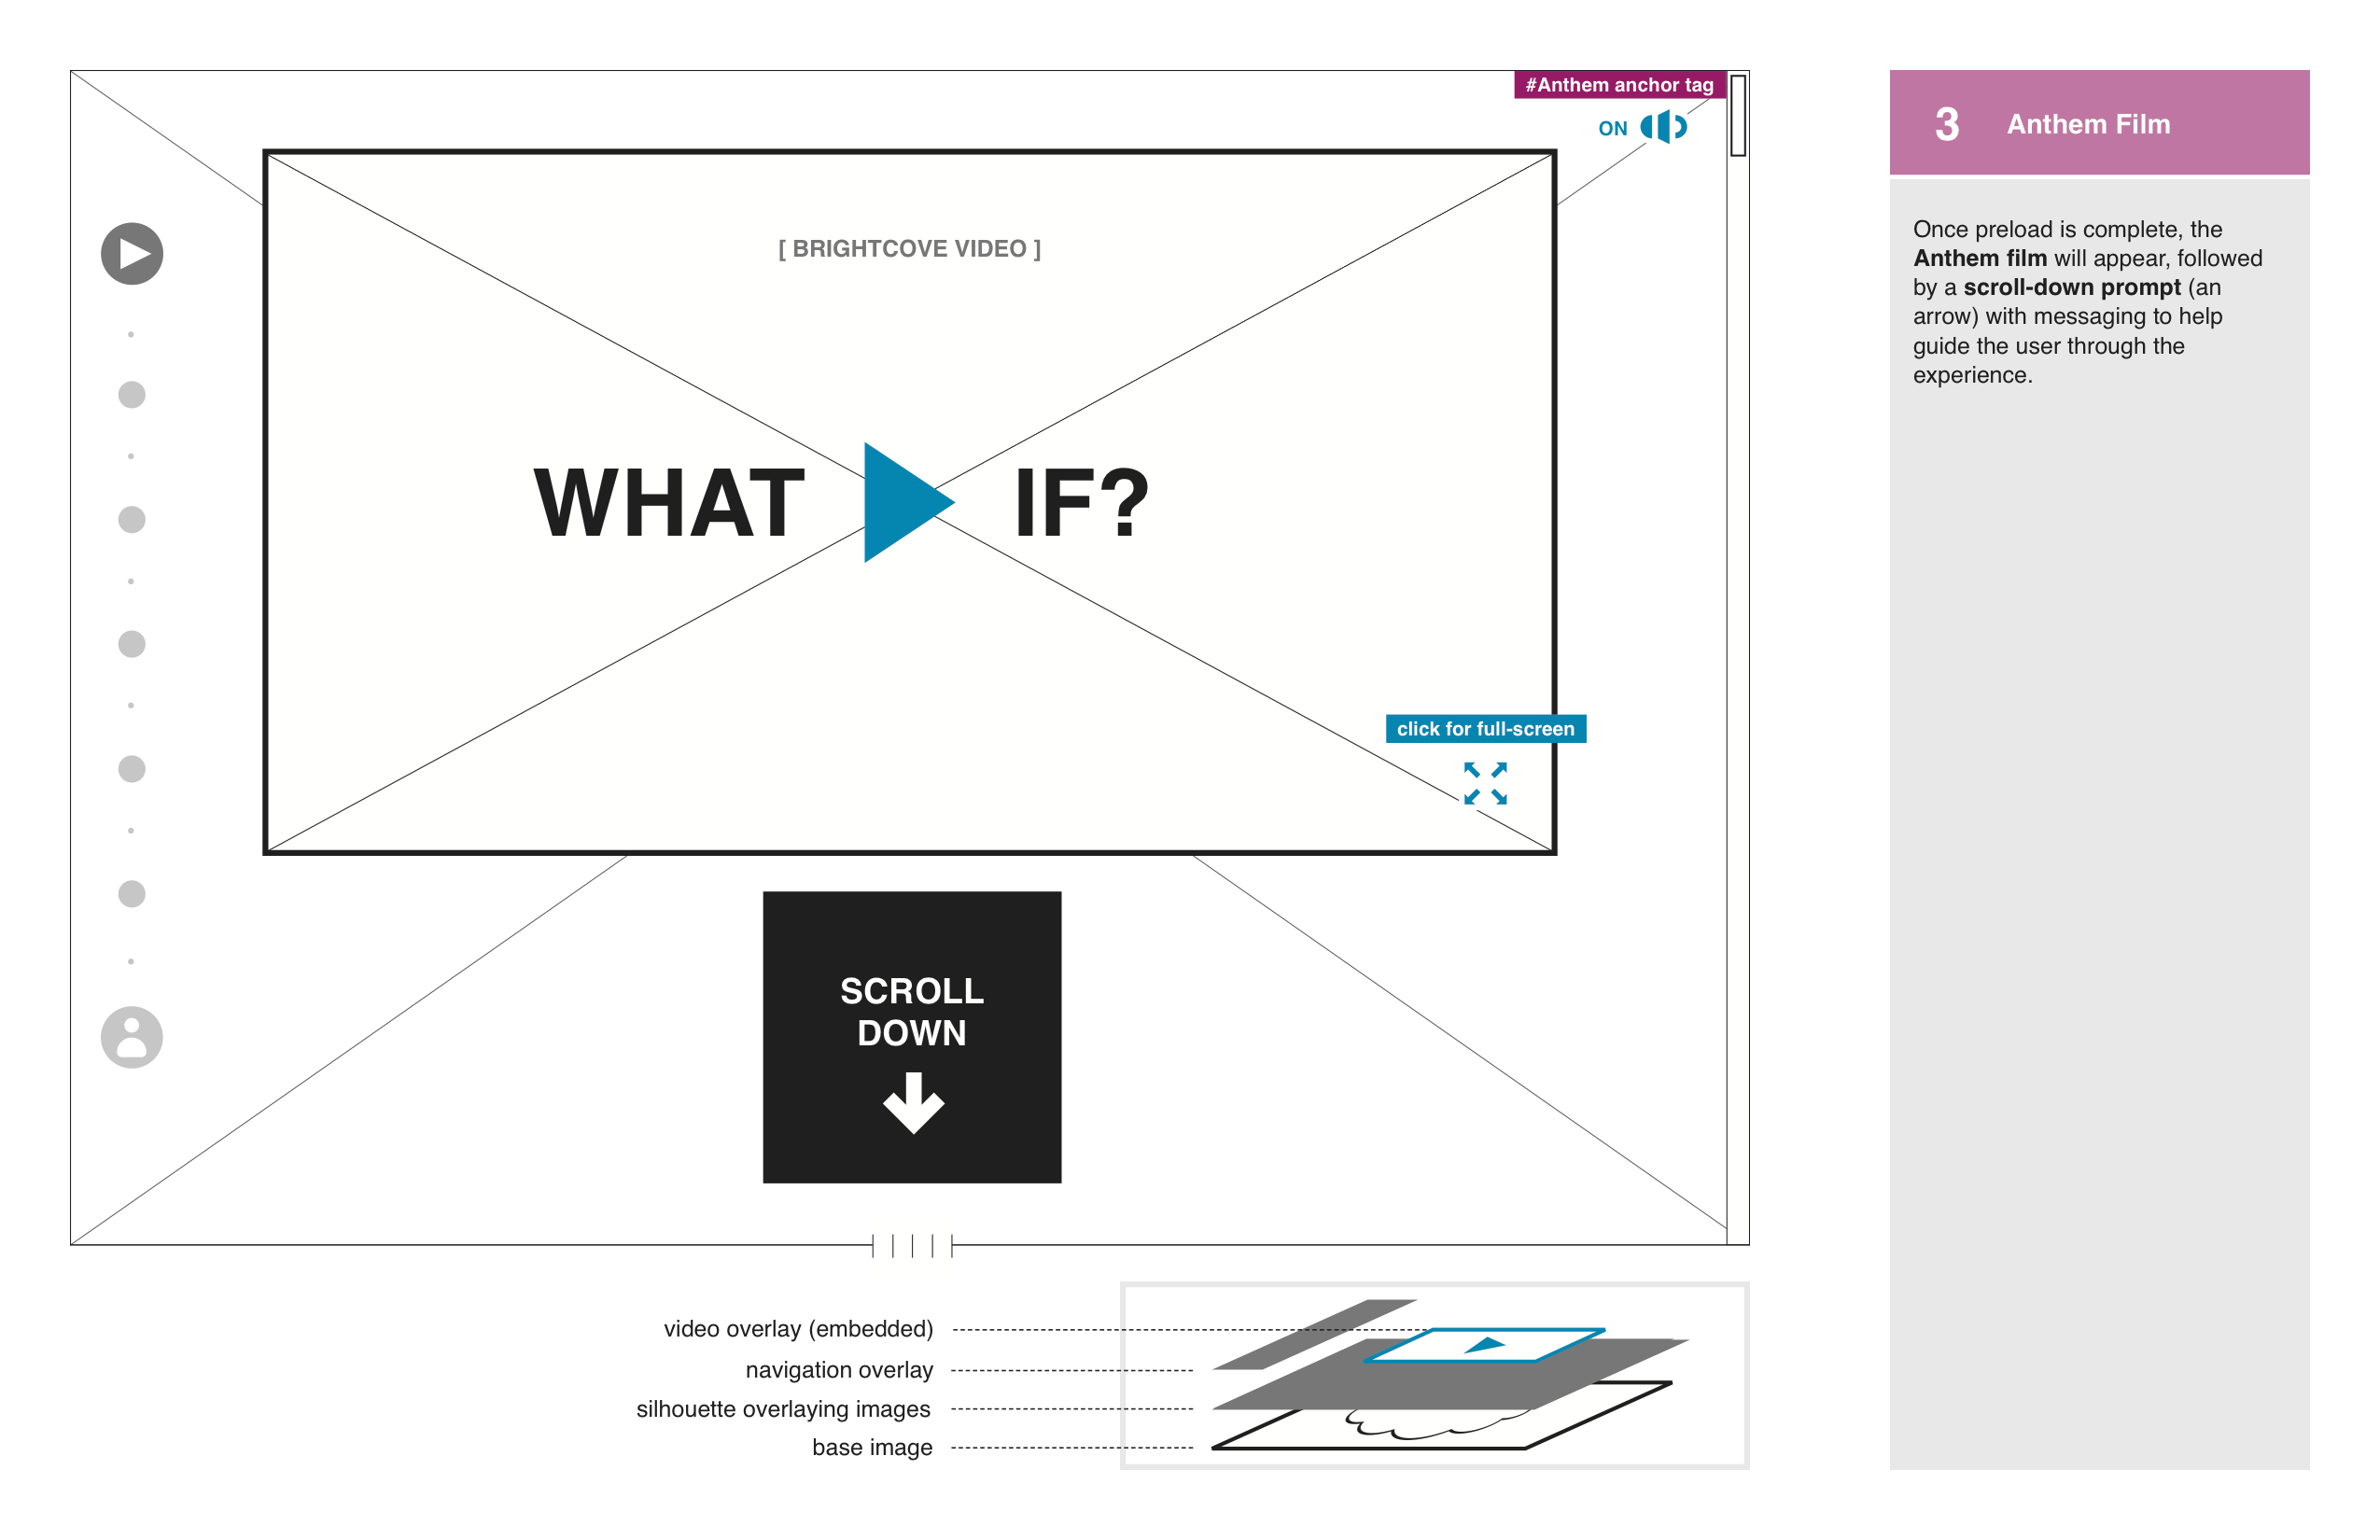 #Anthem anchor tag
ON
[ BRIGHTCOVE VIDEO ]
WHAT IF?
click for full-screen
SCROLL
DOWN
video overlay (embedded)
navigation overlay
silhouette overlaying images
base image
3 Anthem Film
Once preload is complete, the
Anthem film will appear, followed
by a scroll-down prompt (an
arrow) with messaging to help
guide the user through the
experience.